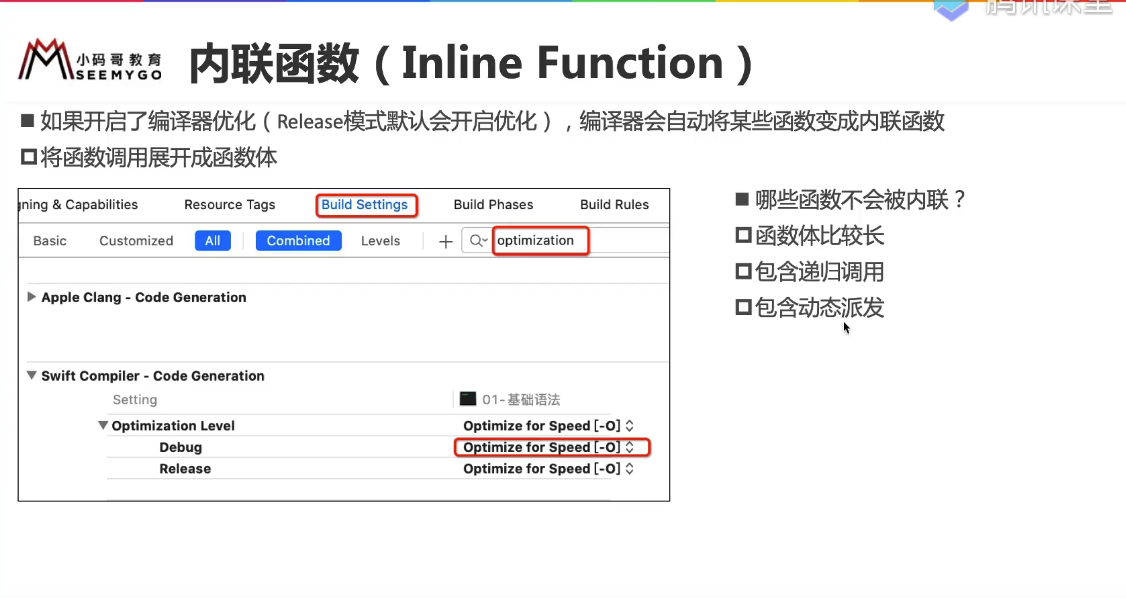 腾讯课堂
小码哥教育
SEEMYGO
内联函数（Inline Function）
■ 如果开启了编译器优化（Release模式默认会开启优化），编译器会自动将某些函数变成内联函数
将函数调用展开成函数体
gning & Capabilities Resource Tags Build Settings Build Phases Build Rules
Basic Customized All Combined Levels + optimization
Apple Clang - Code Generation
Swift Compiler - Code Generation
Setting 01-基础语法
Optimization Level Optimize for Speed [-O]
Debug Optimize for Speed [-O]
Release Optimize for Speed [-O]
■ 哪些函数不会被内联？
函数体比较长
包含递归调用
包含动态派发